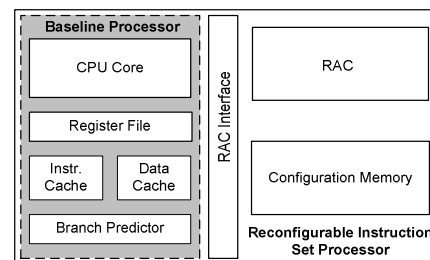 Baseline Processor
CPU Core
Register File
Instr.
Cache
Data
Cache
Branch Predictor
RAC Interface
RAC
Configuration Memory
Reconfigurable Instruction
Set Processor